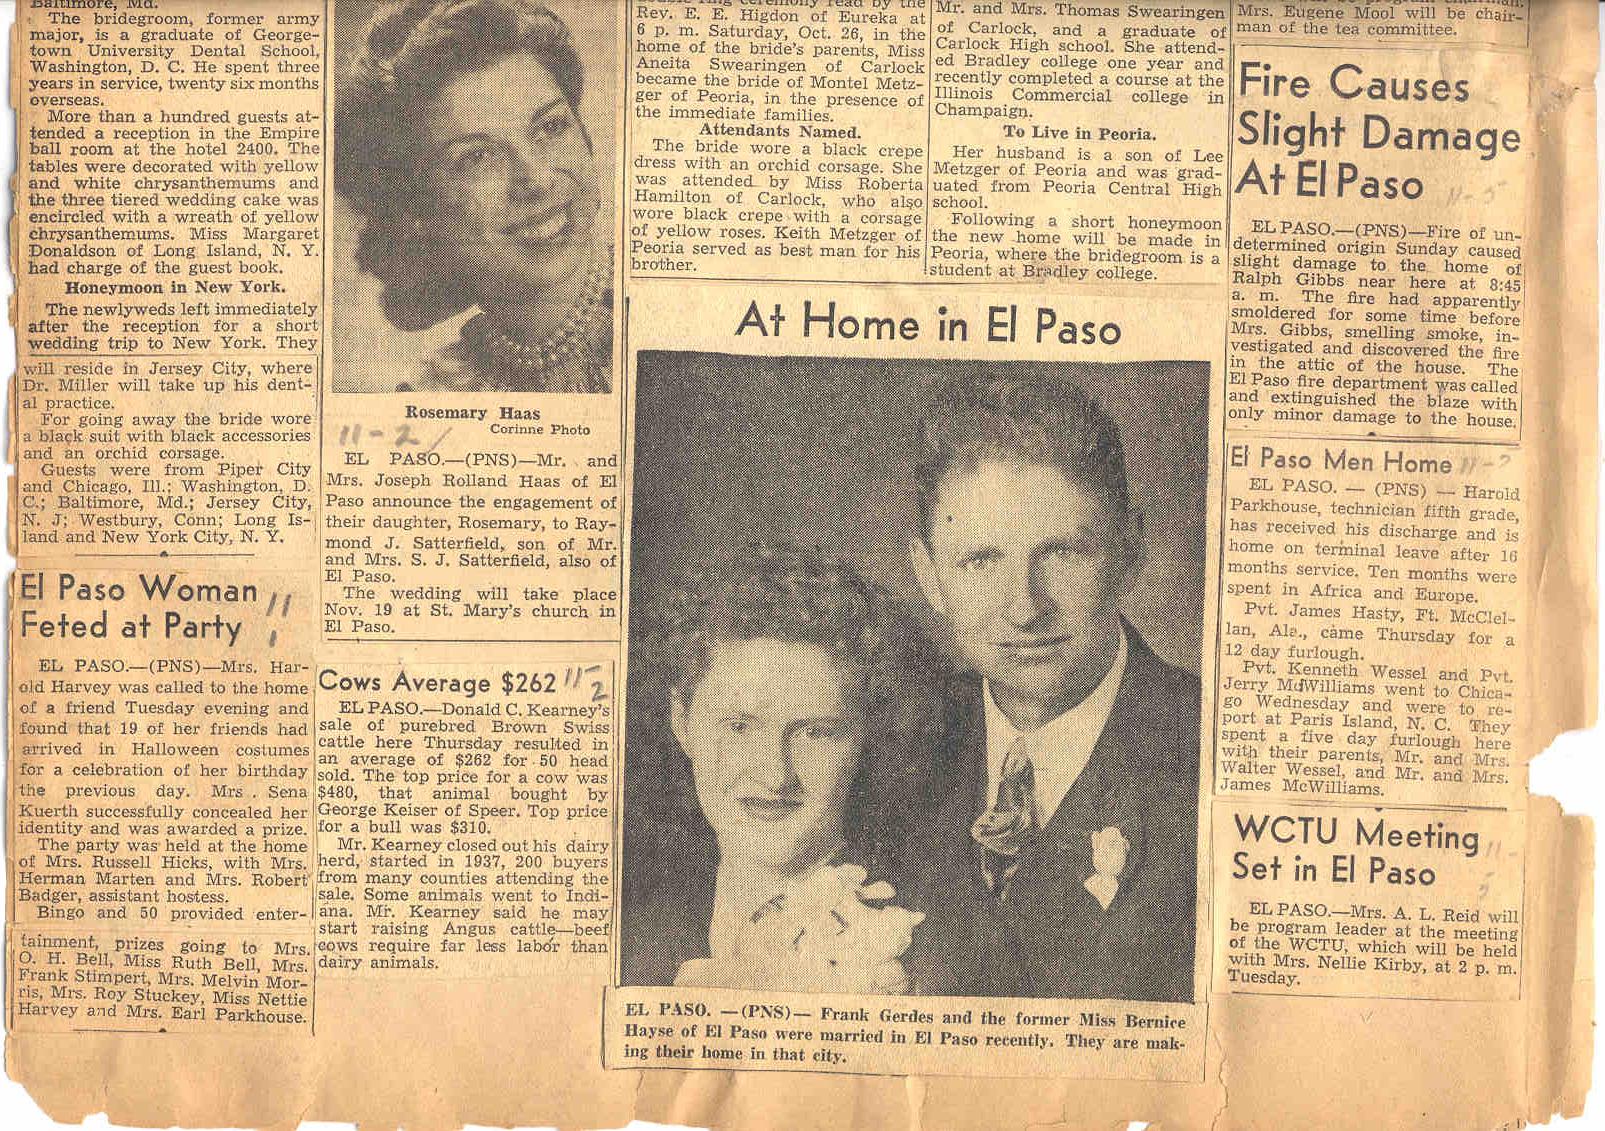 Baltimore, Md.
The bridegroom, former army
major, is a graduate of George-
town University Dental School,
Washington, D. C. He spent three
years in service, twenty six months
overseas.
More than a hundred guests at-
tended a reception in the Empire
ball room at the hotel 2400. The
tables were decorated with yellow
and white chrysanthemums and
the three tiered wedding cake was
encircled with a wreath of yellow
chrysanthemums. Miss Margaret
Donaldson of Long Island, N. Y.
had charge of the guest book.
Honeymoon in New York.
The newlyweds left immediately
after the reception for a short
wedding trip to New York. They
will reside in Jersey City, where
Dr. Miller will take up his dent-
al practice.
For going away the bride wore
a black suit with black accessories
and an orchid corsage.
Guests were from Piper City
and Chicago, Ill.; Washington, D.
C.; Baltimore, Md.; Jersey City,
N. J; Westbury, Conn; Long Is-
land and New York City, N. Y.
El Paso Woman
Feted at Party
11
1
EL PASO.—(PNS)—Mrs. Har-
old Harvey was called to the home
of a friend Tuesday evening and
found that 19 of her friends had
arrived in Halloween costumes
for a celebration of her birthday
the previous day. Mrs. Sena
Kuerth successfully concealed her
identity and was awarded a prize.
The party was held at the home
of Mrs. Russell Hicks, with Mrs.
Herman Marten and Mrs. Robert
Badger, assistant hostess.
Bingo and 50 provided enter-
tainment, prizes going to Mrs.
O. H. Bell, Miss Ruth Bell, Mrs.
Frank Stimpert, Mrs. Melvin Mor-
ris, Mrs. Roy Stuckey, Miss Nettie
Harvey and Mrs. Earl Parkhouse.
Rosemary Haas
Corinne Photo
11-2
EL PASO.—(PNS)—Mr. and
Mrs. Joseph Rolland Haas of El
Paso announce the engagement of
their daughter, Rosemary, to Ray-
mond J. Satterfield, son of Mr.
and Mrs. S. J. Satterfield, also of
El Paso.
The wedding will take place
Nov. 19 at St. Mary's church in
El Paso.
Cows Average $262 11-2
EL PASO.—Donald C. Kearney's
sale of purebred Brown Swiss
cattle here Thursday resulted in
an average of $262 for 50 head
sold. The top price for a cow was
$480, that animal bought by
George Keiser of Speer. Top price
for a bull was $310.
Mr. Kearney closed out his dairy
herd, started in 1937, 200 buyers
from many counties attending the
sale. Some animals went to Indi-
ana. Mr. Kearney said he may
start raising Angus cattle—beef
cows require far less labor than
dairy animals.
ceremony read by the
Rev. E. E. Higdon of Eureka at
6 p. m. Saturday, Oct. 26, in the
home of the bride's parents, Miss
Aneita Swearingen of Carlock
became the bride of Montel Metz-
ger of Peoria, in the presence of
the immediate families.
Attendants Named.
The bride wore a black crepe
dress with an orchid corsage. She
was attended by Miss Roberta
Hamilton of Carlock, who also
wore black crepe with a corsage
of yellow roses. Keith Metzger of
Peoria served as best man for his
brother.
Mr. and Mrs. Thomas Swearingen
of Carlock, and a graduate of
Carlock High school. She attend-
ed Bradley college one year and
recently completed a course at the
Illinois Commercial college in
Champaign.
To Live in Peoria.
Her husband is a son of Lee
Metzger of Peoria and was grad-
uated from Peoria Central High
school.
Following a short honeymoon
the new home will be made in
Peoria, where the bridegroom is a
student at Bradley college.
At Home in El Paso
EL PASO. —(PNS)— Frank Gerdes and the former Miss Bernice
Hayse of El Paso were married in El Paso recently. They are mak-
ing their home in that city.
Mrs. Eugene Mool will be chair-
man of the tea committee.
Fire Causes
Slight Damage
At El Paso
11-5
EL PASO.—(PNS)—Fire of un-
determined origin Sunday caused
slight damage to the home of
Ralph Gibbs near here at 8:45
a. m. The fire had apparently
smoldered for some time before
Mrs. Gibbs, smelling smoke, in-
vestigated and discovered the fire
in the attic of the house. The
El Paso fire department was called
and extinguished the blaze with
only minor damage to the house.
El Paso Men Home
EL PASO. — (PNS) — Harold
Parkhouse, technician fifth grade,
has received his discharge and is
home on terminal leave after 16
months service. Ten months were
spent in Africa and Europe.
Pvt. James Hasty, Ft. McClel-
lan, Ala., came Thursday for a
12 day furlough.
Pvt. Kenneth Wessel and Pvt.
Jerry McWilliams went to Chica-
go Wednesday and were to re-
port at Paris Island, N. C. They
spent a five day furlough here
with their parents, Mr. and Mrs.
Walter Wessel, and Mr. and Mrs.
James McWilliams.
WCTU Meeting
Set in El Paso
EL PASO.—Mrs. A. L. Reid will
be program leader at the meeting
of the WCTU, which will be held
with Mrs. Nellie Kirby, at 2 p. m.
Tuesday.